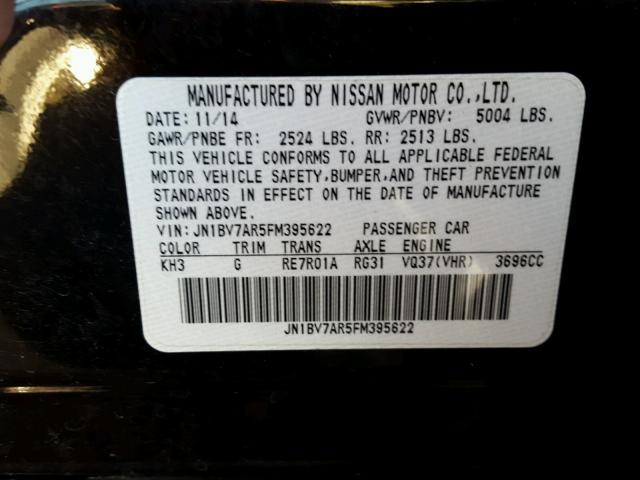 MANUFACTURED BY NISSAN MOTOR CO.,LTD.
DATE: 11/14 GVWR/PNBV: 5004 LBS.
GAWR/PNBE FR: 2524 LBS. RR: 2513 LBS.
THIS VEHICLE CONFORMS TO ALL APPLICABLE FEDERAL
MOTOR VEHICLE SAFETY,BUMPER,AND THEFT PREVENTION
STANDARDS IN EFFECT ON THE DATE OF MANUFACTURE
SHOWN ABOVE.
VIN: JN1BV7AR5FM395622 PASSENGER CAR
COLOR TRIM TRANS AXLE ENGINE
KH3 G RE7R01A RG31 VQ37(VHR) 3696CC
JN1BV7AR5FM395622